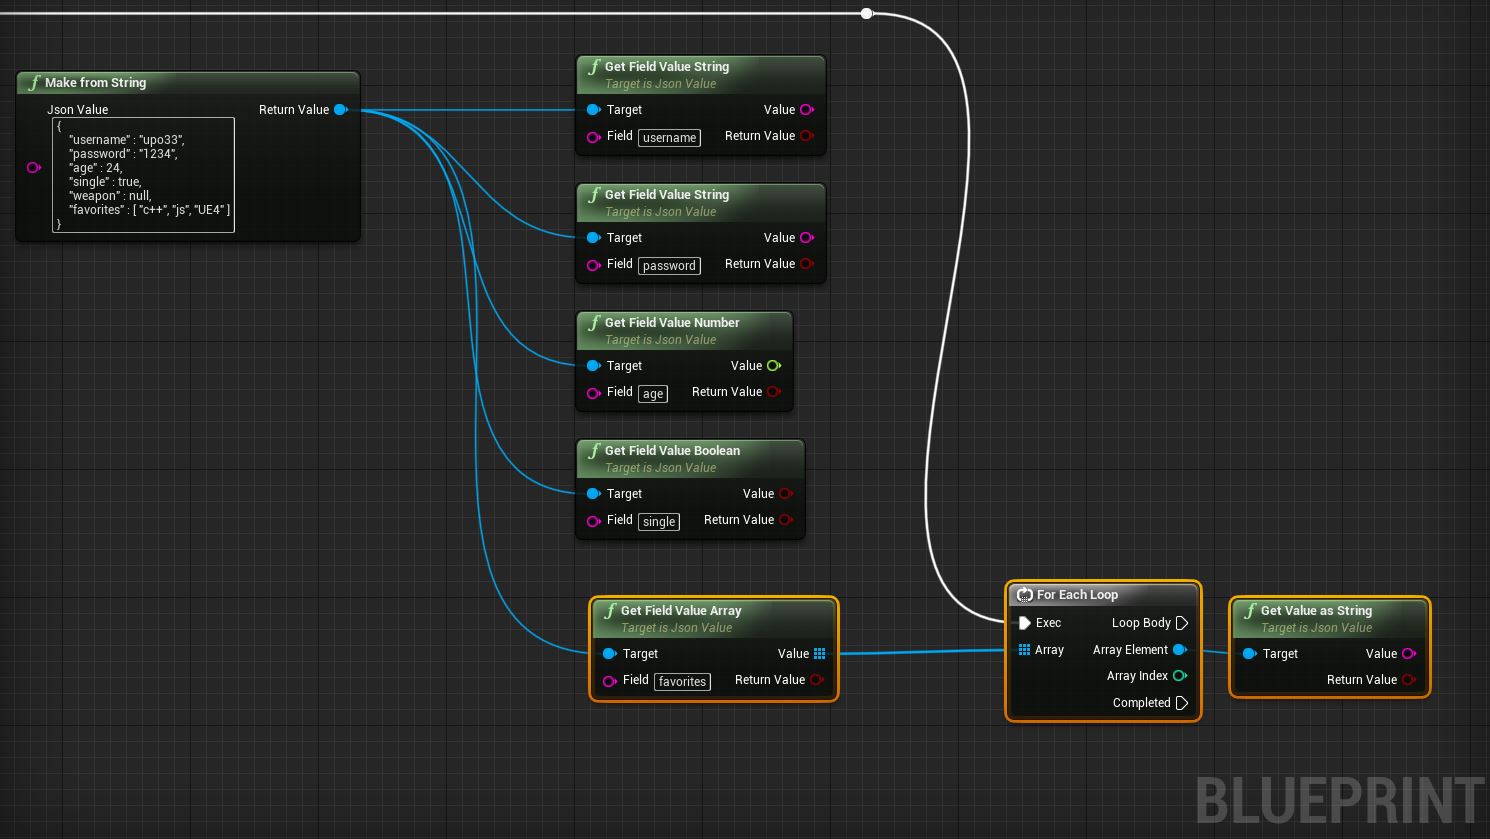 Make from String
Json Value
Return Value
{
"username" : "upo33",
"password" : "1234",
"age" : 24,
"single" : true,
"weapon" : null,
"favorites" : [ "c++", "js", "UE4" ]
}
Get Field Value String
Target is Json Value
Target Value
Field username Return Value
Get Field Value String
Target is Json Value
Target Value
Field password Return Value
Get Field Value Number
Target is Json Value
Target Value
Field age Return Value
Get Field Value Boolean
Target is Json Value
Target Value
Field single Return Value
Get Field Value Array
Target is Json Value
Target Value
Field favorites Return Value
For Each Loop
Exec Loop Body
Array Array Element
Array Index
Completed
Get Value as String
Target is Json Value
Target Value
Return Value
BLUEPRINT